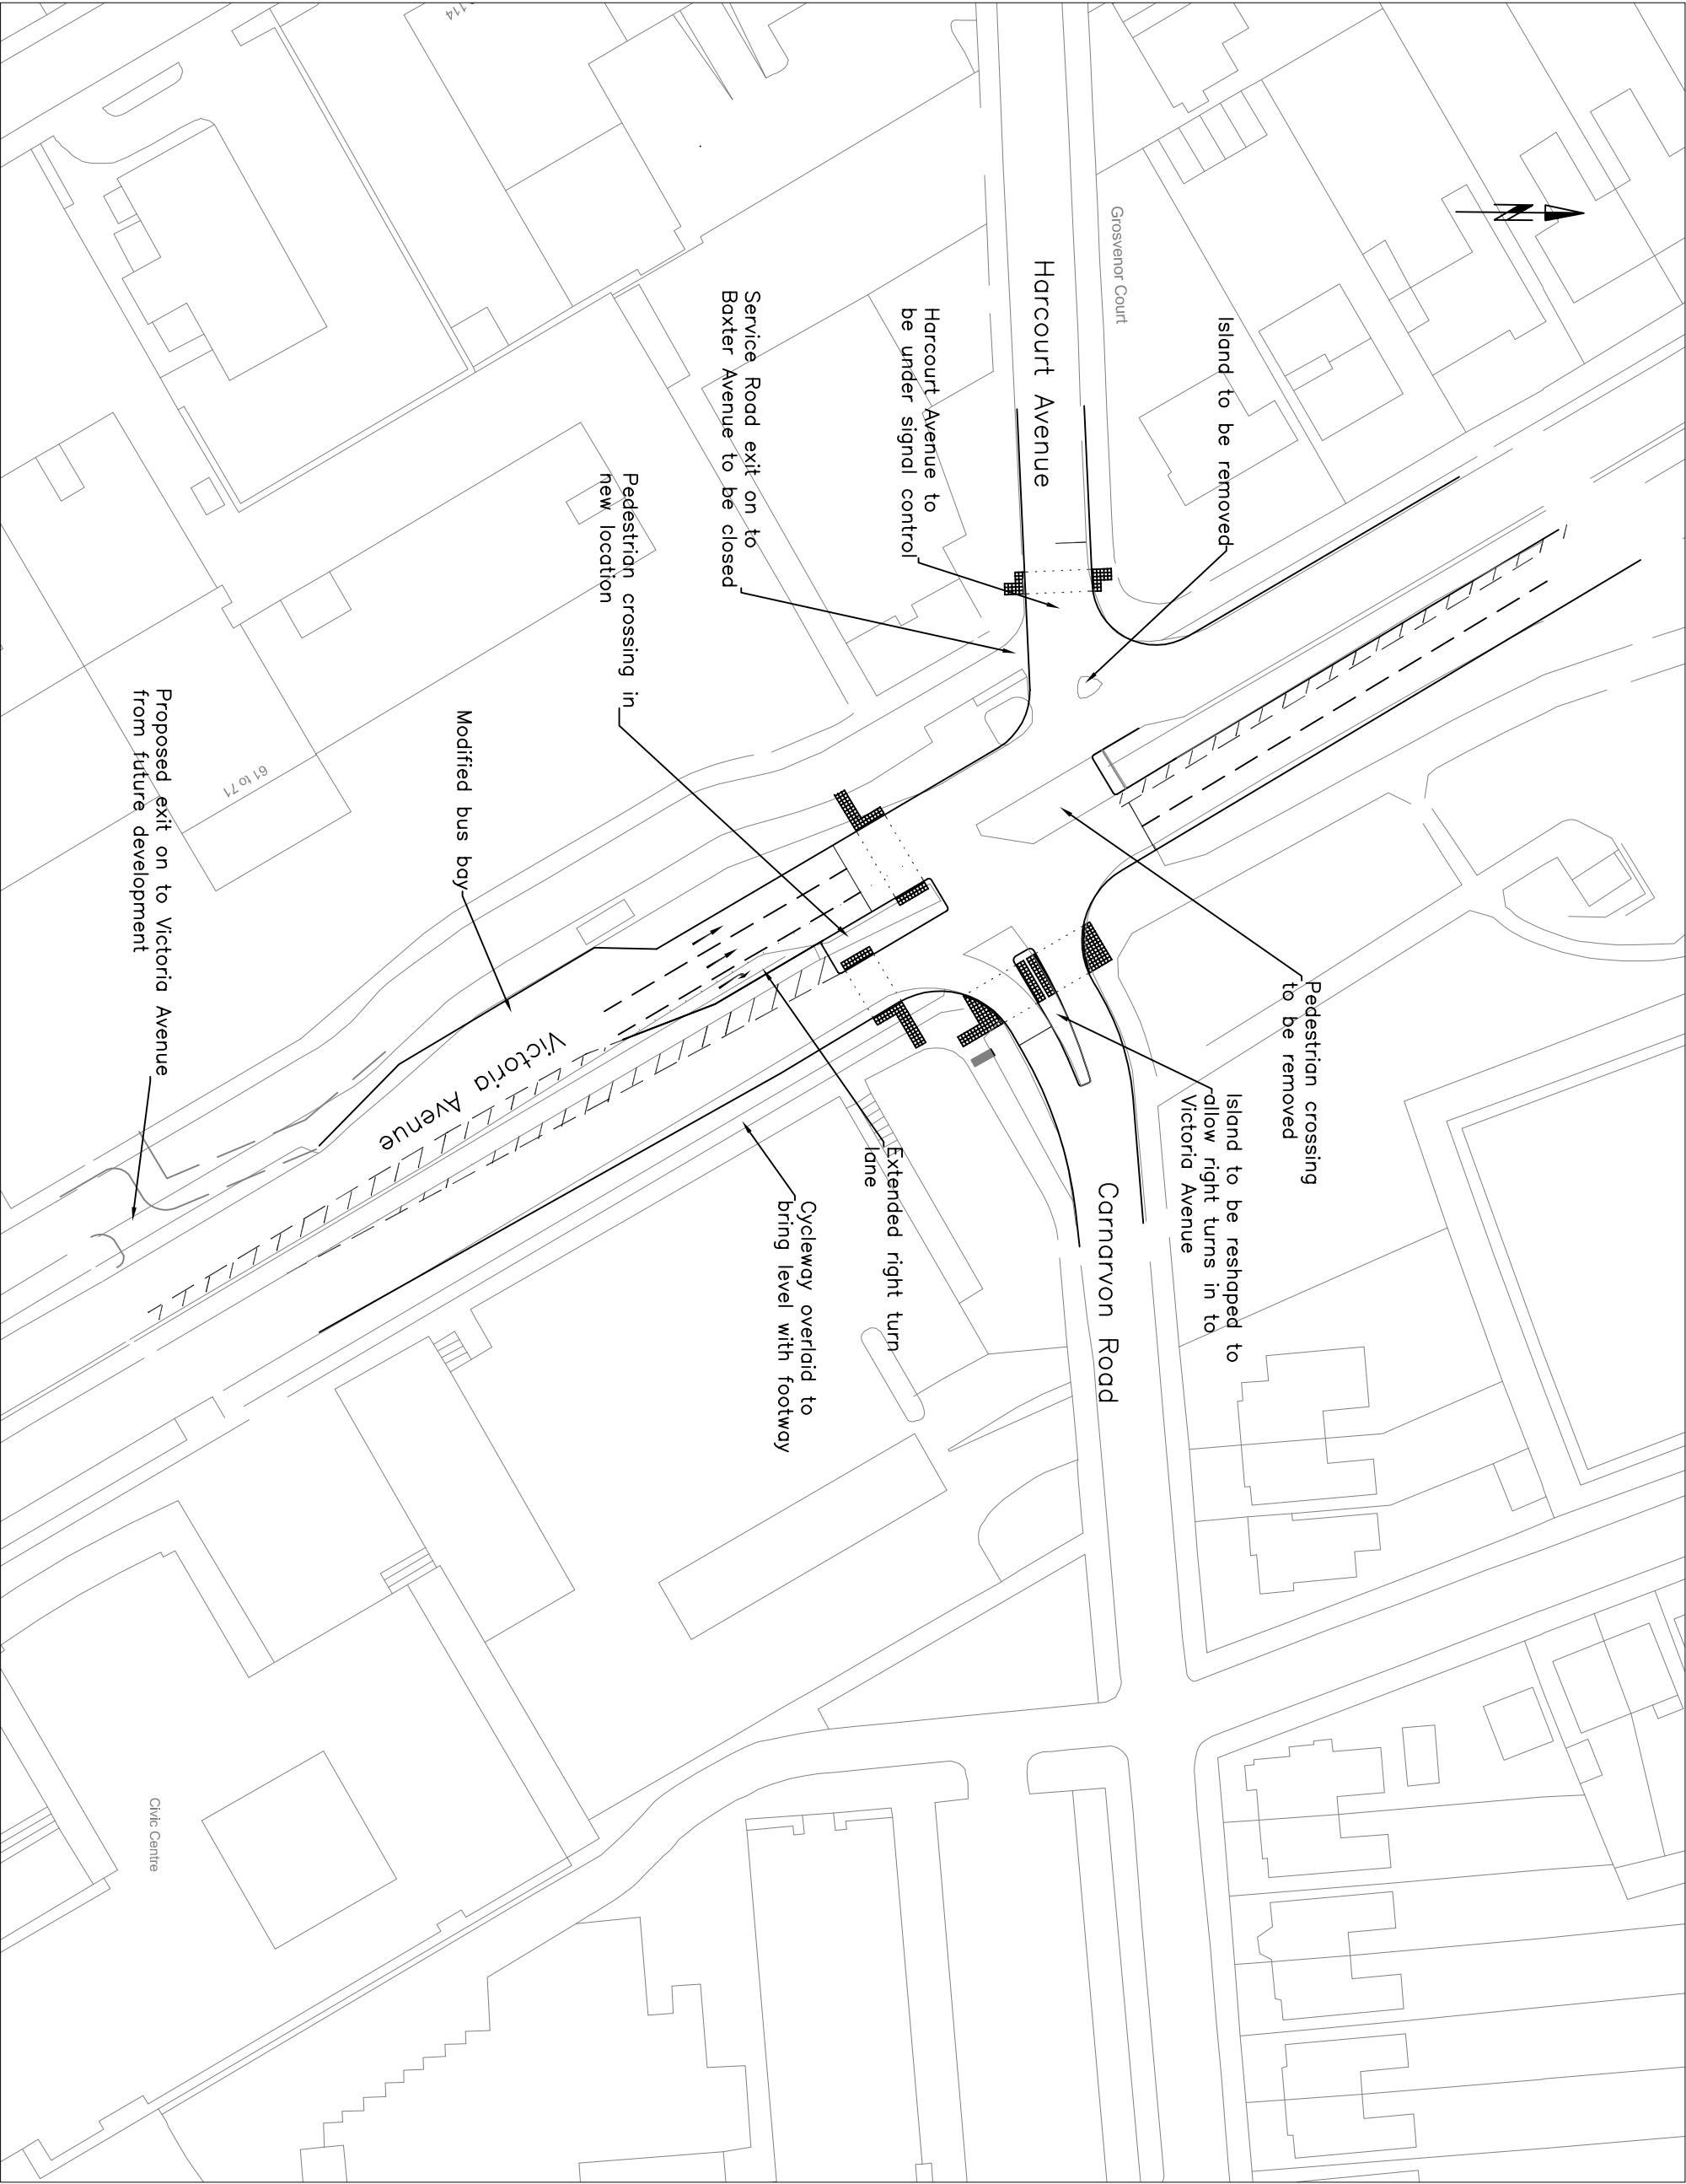 Grosvenor Court
Harcourt Avenue
Island to be removed
Harcourt Avenue to
be under signal control
Service Road exit on to
Baxter Avenue to be closed
Pedestrian crossing in
new location
Modified bus bay
Proposed exit on to Victoria Avenue
from future development
61 to 71
Victoria Avenue
Pedestrian crossing
to be removed
Island to be reshaped to
allow right turns in to
Victoria Avenue
Carnarvon Road
Extended right turn
lane
Cycleway overlaid to
bring level with footway
Civic Centre
114
N